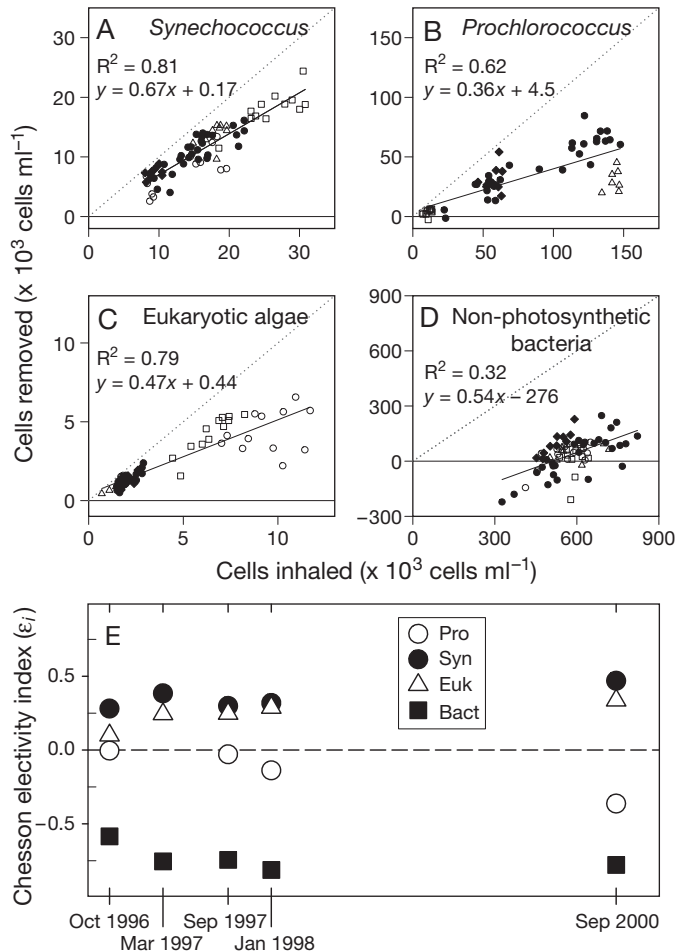 A Synechococcus
R² = 0.81
y = 0.67x + 0.17
30
20
10
0
0 10 20 30
B Prochlorococcus
R² = 0.62
y = 0.36x + 4.5
150
100
50
0
0 50 100 150
Cells removed (x 10³ cells ml⁻¹)
C Eukaryotic algae
R² = 0.79
y = 0.47x + 0.44
10
5
0
0 5 10
D Non-photosynthetic
bacteria
R² = 0.32
y = 0.54x – 276
900
600
300
0
−300
0 300 600 900
Cells inhaled (x 10³ cells ml⁻¹)
E
Chesson electivity index (εᵢ)
0.5
0.0
−0.5
Pro
Syn
Euk
Bact
Oct 1996 Sep 1997 Sep 2000
Mar 1997 Jan 1998